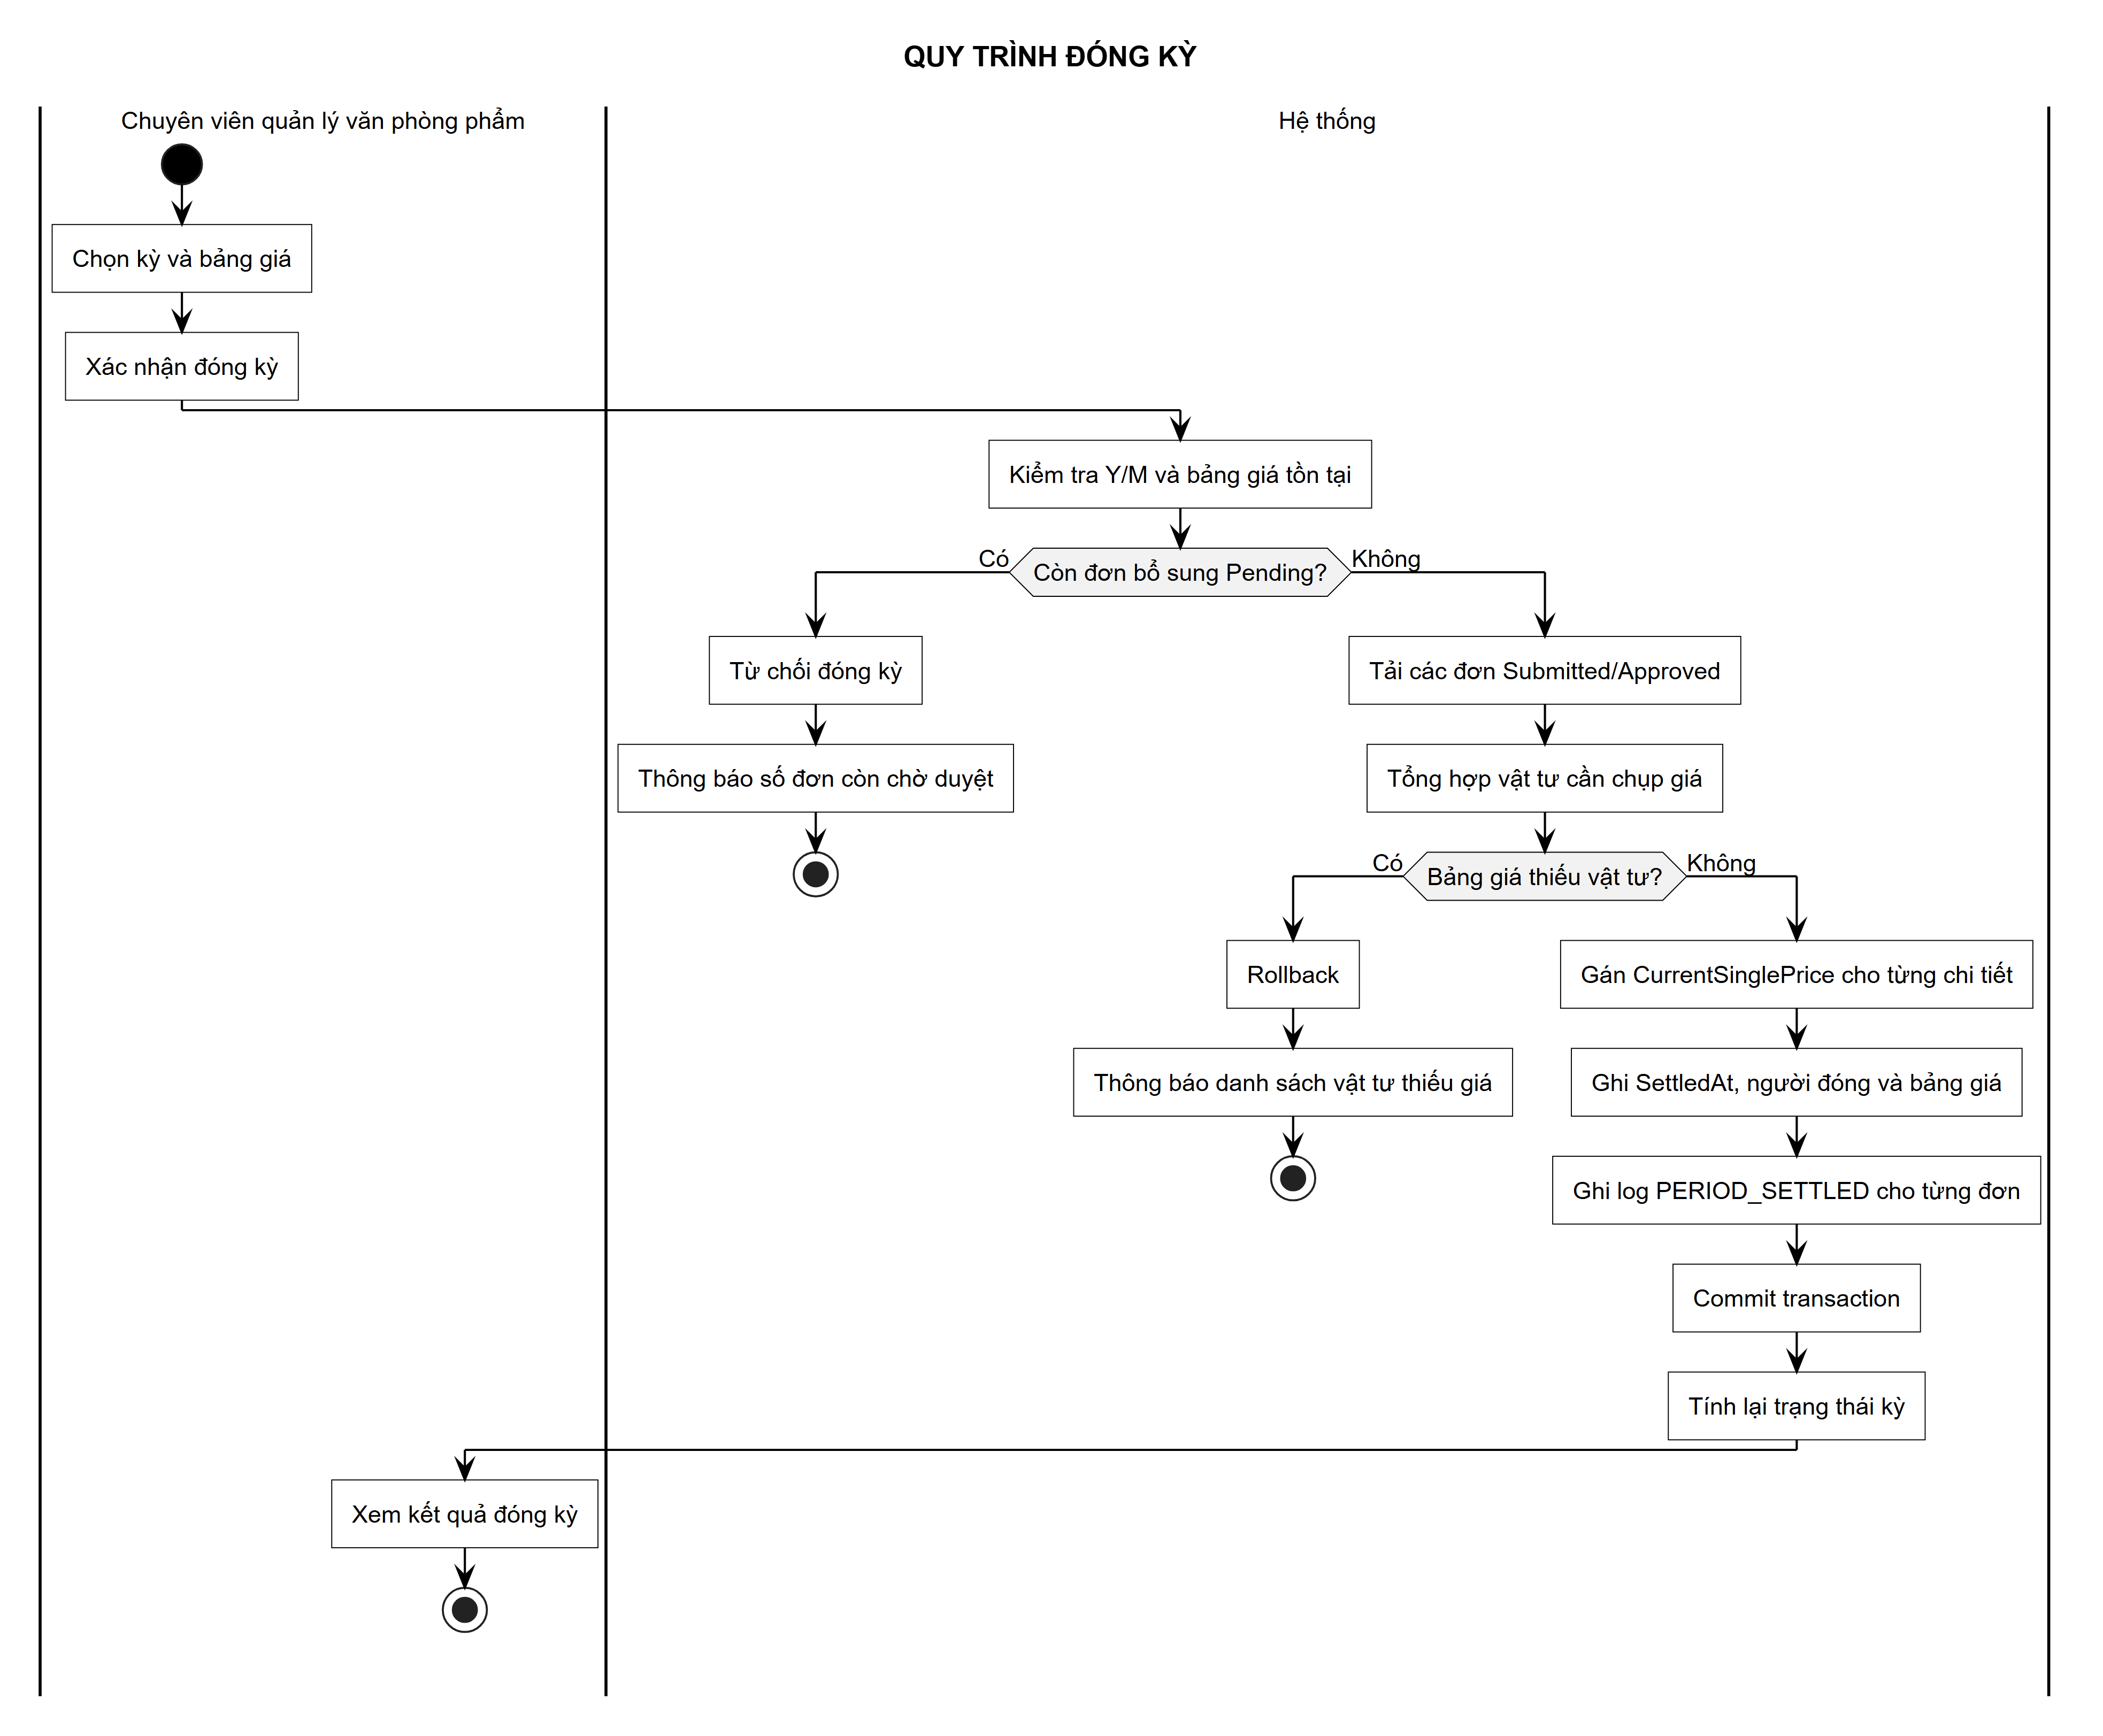 QUY TRÌNH ĐÓNG KỲ
Chuyên viên quản lý văn phòng phẩm
Hệ thống
Chọn kỳ và bảng giá
Xác nhận đóng kỳ
Kiểm tra Y/M và bảng giá tồn tại
Có
Còn đơn bổ sung Pending?
Không
Từ chối đóng kỳ
Tải các đơn Submitted/Approved
Thông báo số đơn còn chờ duyệt
Tổng hợp vật tư cần chụp giá
Có
Bảng giá thiếu vật tư?
Không
Rollback
Gán CurrentSinglePrice cho từng chi tiết
Thông báo danh sách vật tư thiếu giá
Ghi SettledAt, người đóng và bảng giá
Ghi log PERIOD_SETTLED cho từng đơn
Commit transaction
Tính lại trạng thái kỳ
Xem kết quả đóng kỳ